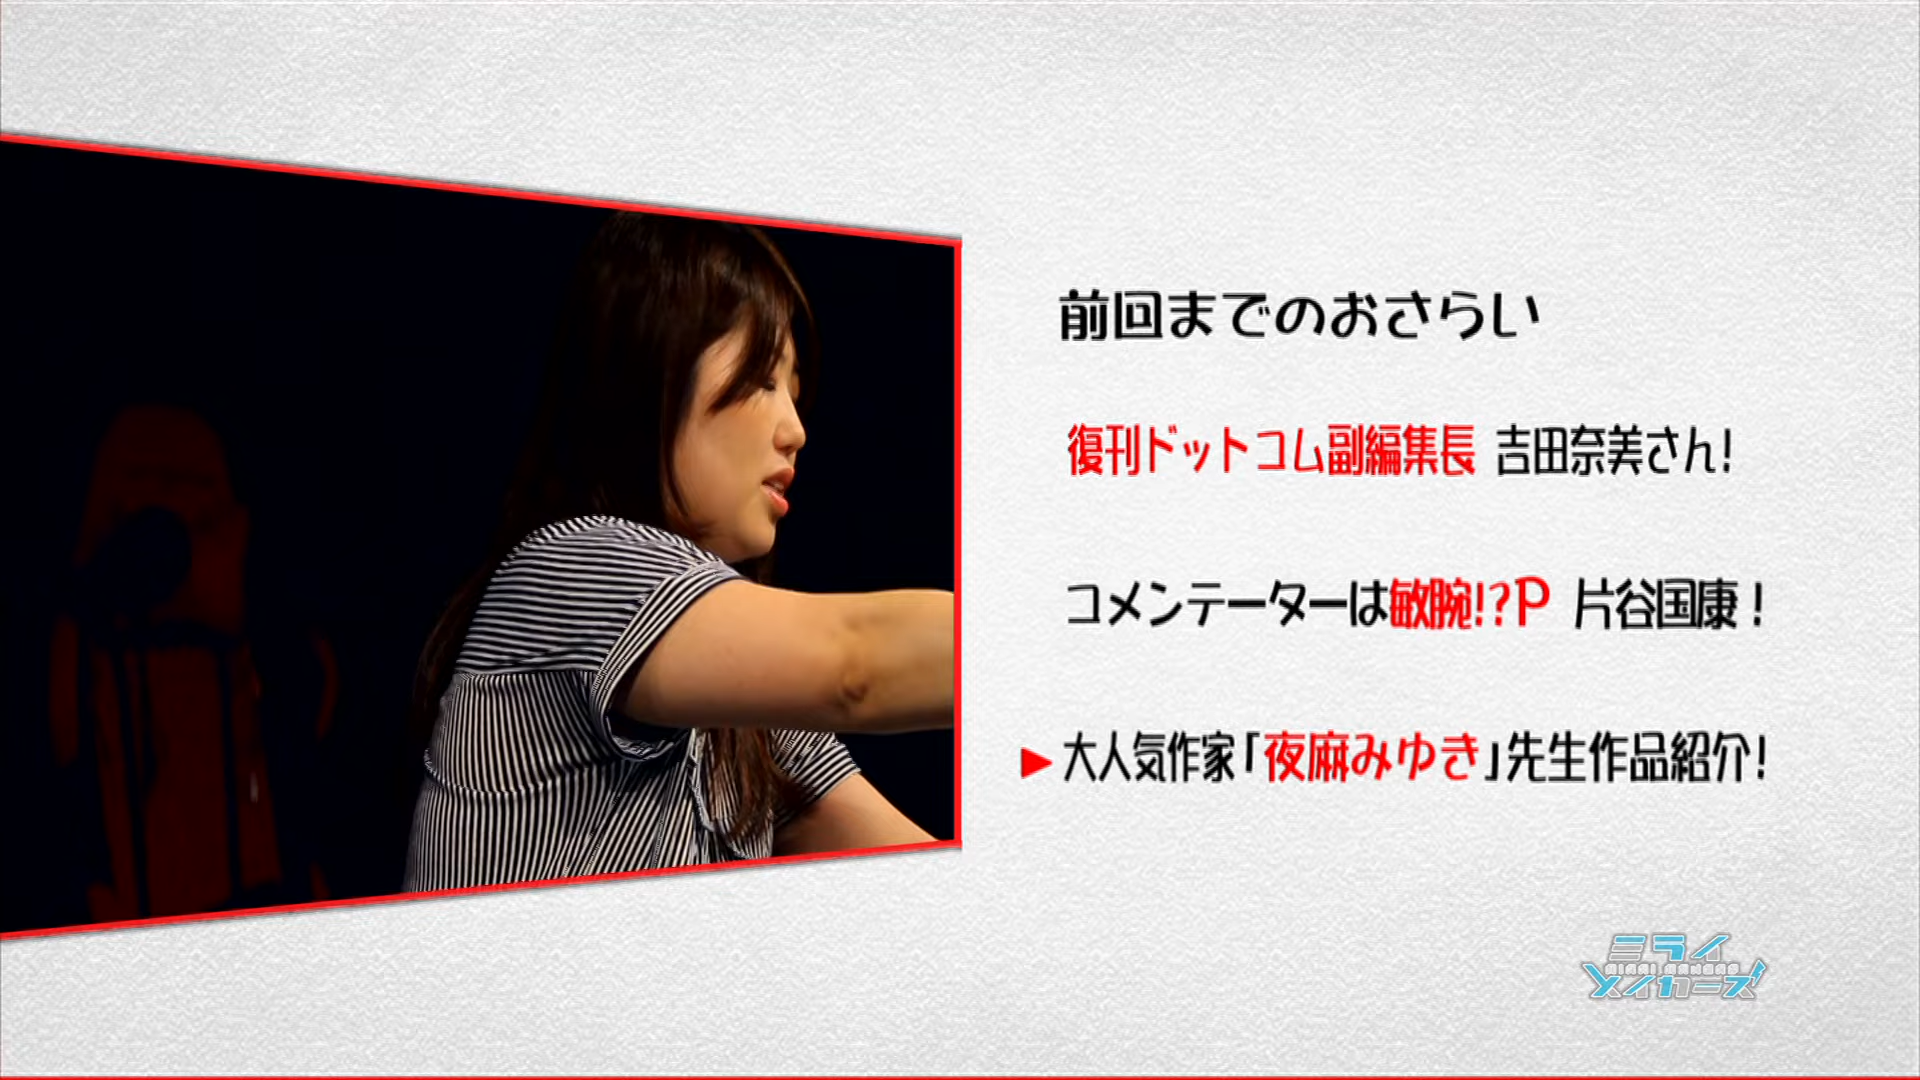 前回までのおさらい
復刊ドットコム副編集長 吉田奈美さん!
コメンテーターは敏腕!?P 片谷国康!
▶大人気作家「夜麻みゆき」先生作品紹介!
ミライ
メイカーズ